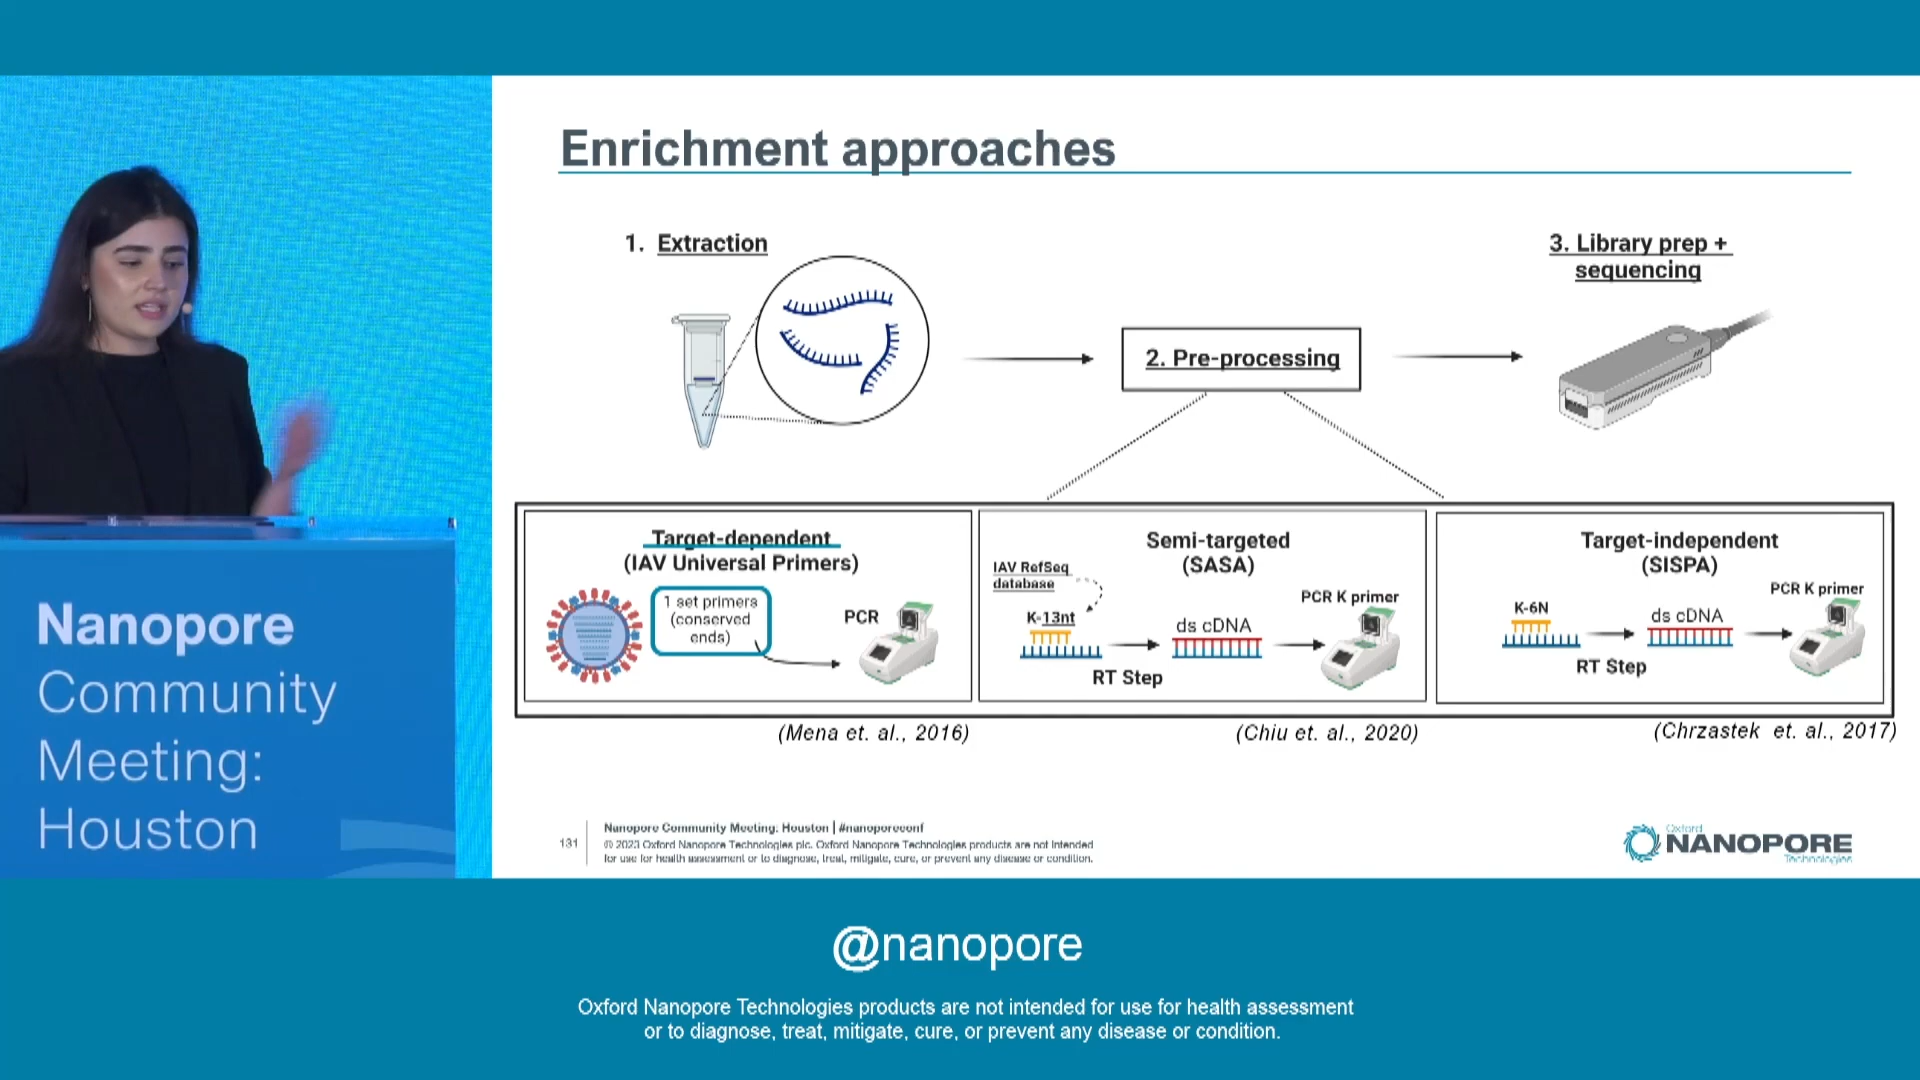 Enrichment approaches
1. Extraction
3. Library prep +
sequencing
2. Pre-processing
Target-dependent
(IAV Universal Primers)
1 set primers
(conserved
ends)
PCR
Semi-targeted
(SASA)
IAV RefSeq
database
K-13nt
RT Step
ds cDNA
PCR K primer
Target-independent
(SISPA)
K-6N
RT Step
ds cDNA
PCR K primer
(Mena et. al., 2016)
(Chiu et. al., 2020)
(Chrzastek et. al., 2017)
Nanopore
Community
Meeting:
Houston
131
Nanopore Community Meeting: Houston | #nanoporeconf
© 2023 Oxford Nanopore Technologies plc. Oxford Nanopore Technologies products are not intended
for use for health assessment or to diagnose, treat, mitigate, cure, or prevent any disease or condition.
Oxford
NANOPORE
Technologies
@nanopore
Oxford Nanopore Technologies products are not intended for use for health assessment
or to diagnose, treat, mitigate, cure, or prevent any disease or condition.